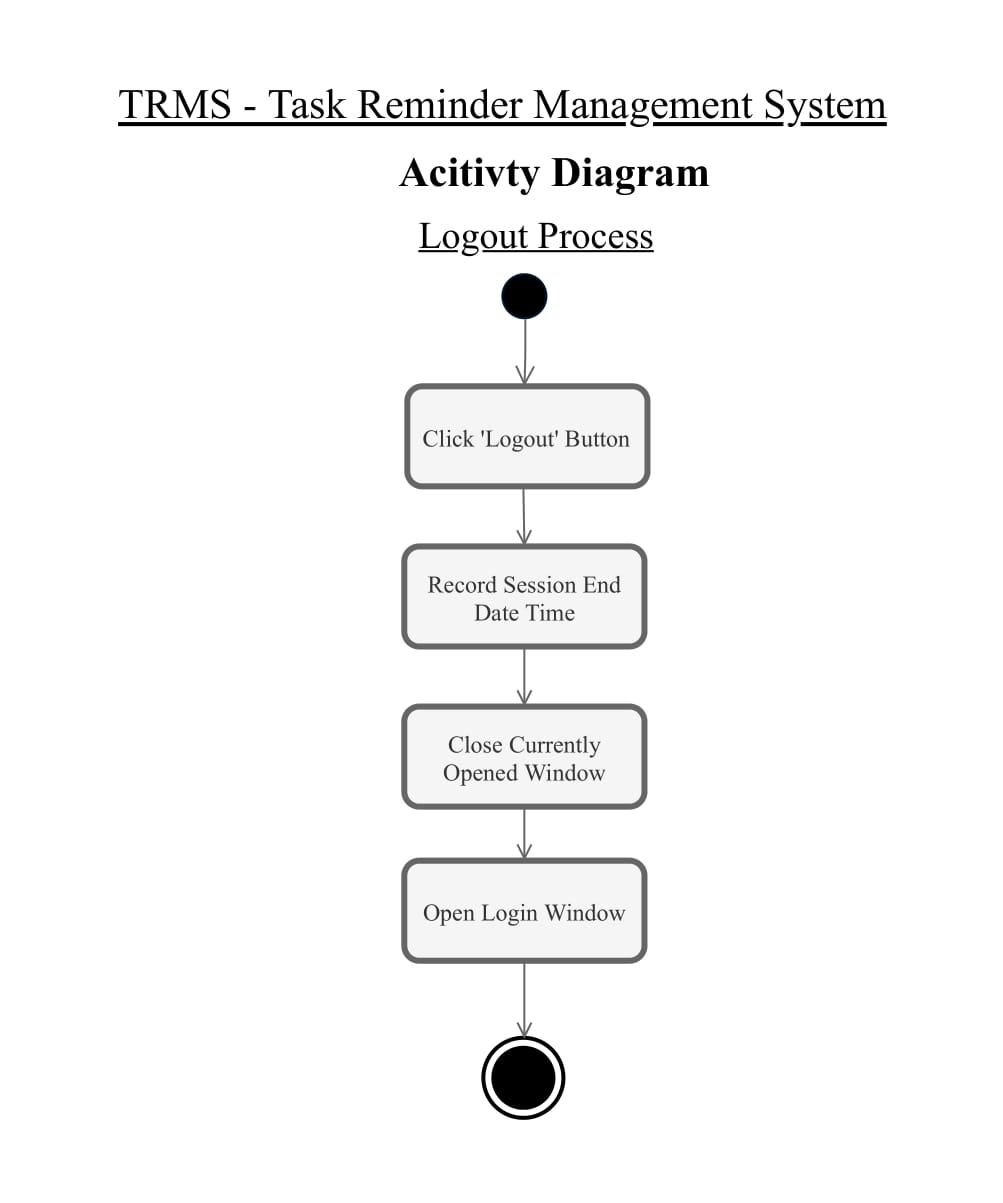 TRMS - Task Reminder Management System
Acitivty Diagram
Logout Process
Click 'Logout' Button
Record Session End
Date Time
Close Currently
Opened Window
Open Login Window